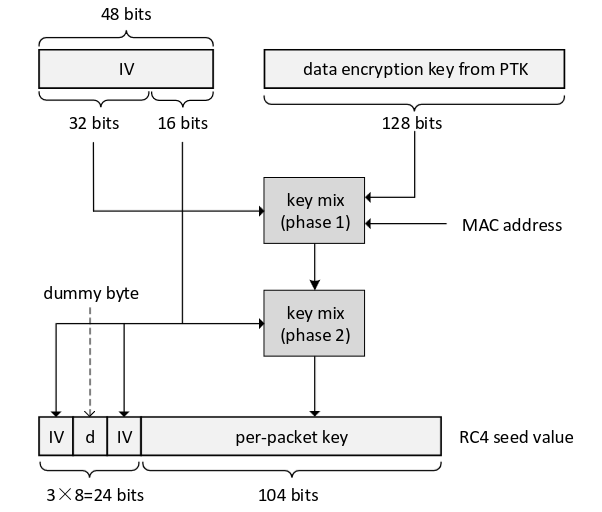 48 bits
IV
data encryption key from PTK
32 bits
16 bits
128 bits
key mix
(phase 1)
MAC address
dummy byte
key mix
(phase 2)
IV
d
IV
per-packet key
RC4 seed value
3×8=24 bits
104 bits